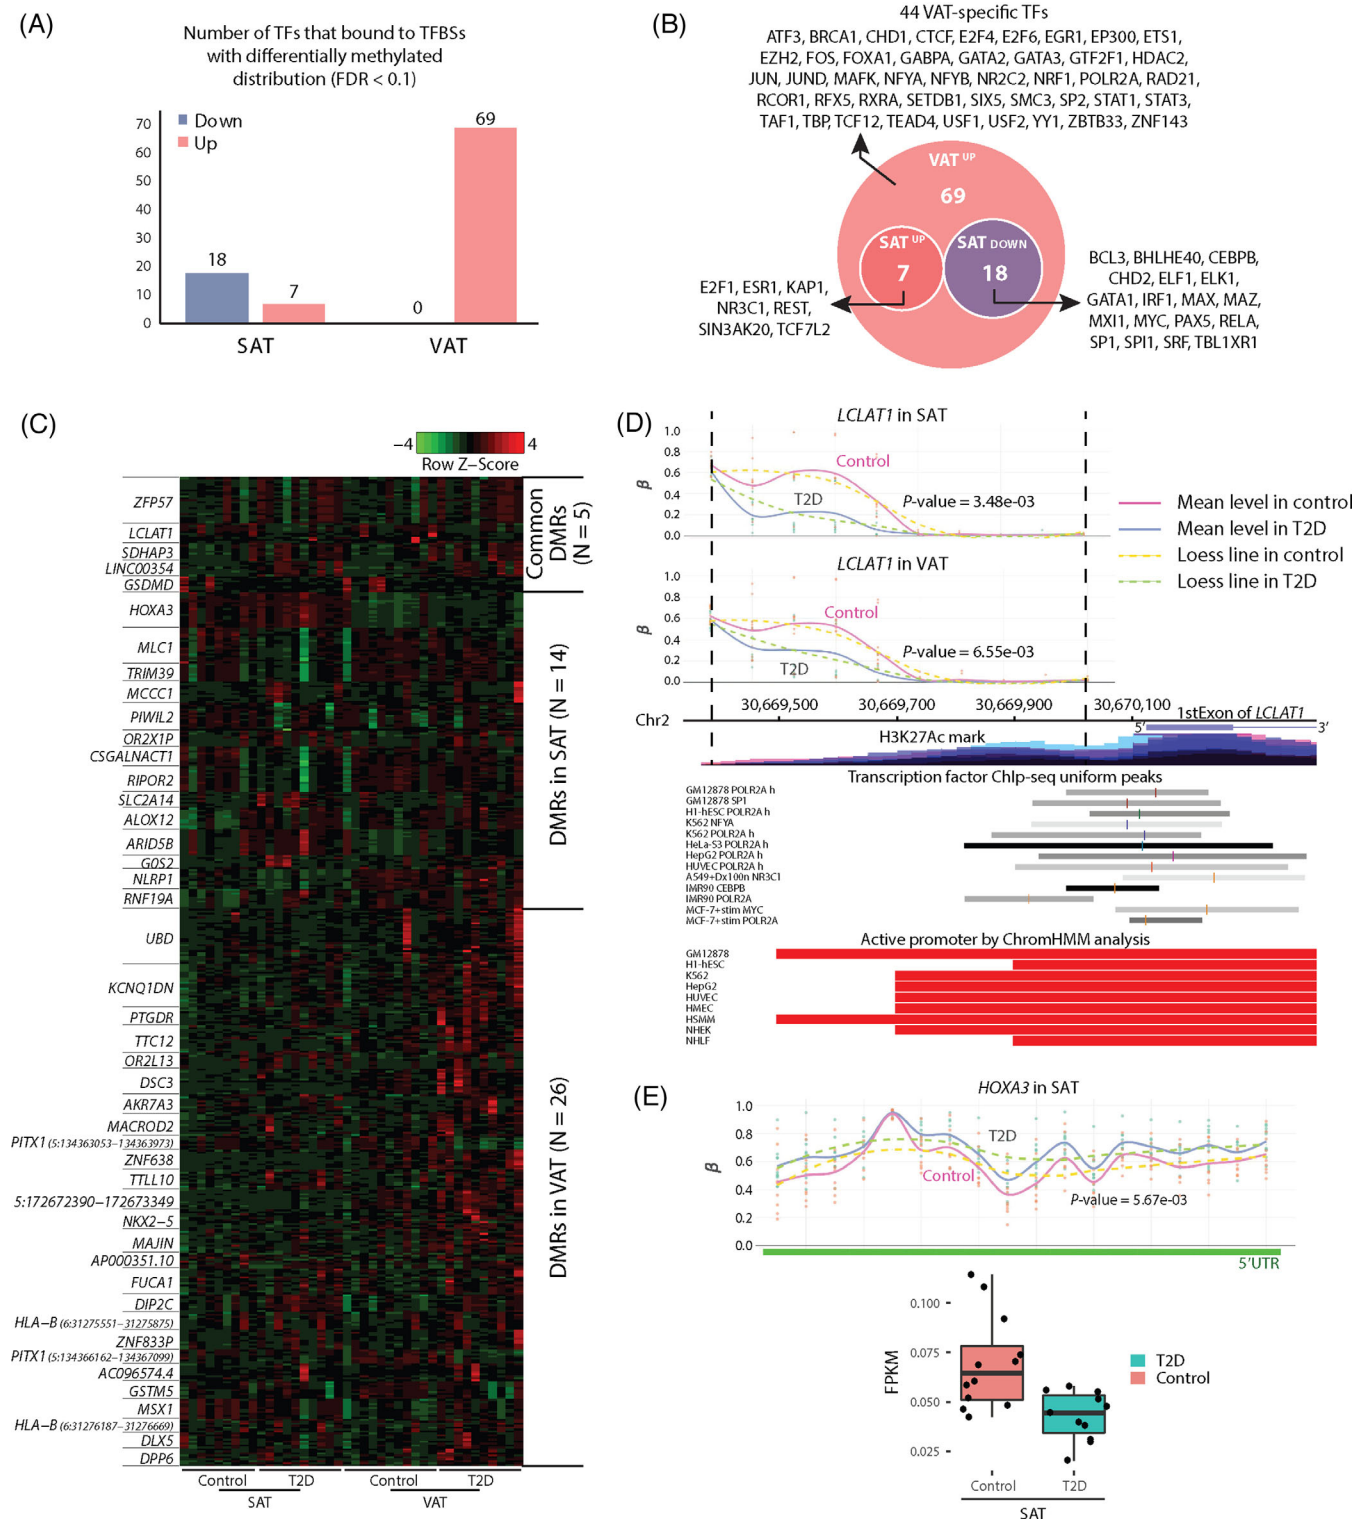 (A)
Number of TFs that bound to TFBSs
with differentially methylated
distribution (FDR < 0.1)
70
60
50
40
30
20
10
0
Down
Up
18
7
0
69
SAT
VAT
(B)
44 VAT-specific TFs
ATF3, BRCA1, CHD1, CTCF, E2F4, E2F6, EGR1, EP300, ETS1,
EZH2, FOS, FOXA1, GABPA, GATA2, GATA3, GTF2F1, HDAC2,
JUN, JUND, MAFK, NFYA, NFYB, NR2C2, NRF1, POLR2A, RAD21,
RCOR1, RFX5, RXRA, SETDB1, SIX5, SMC3, SP2, STAT1, STAT3,
TAF1, TBP, TCF12, TEAD4, USF1, USF2, YY1, ZBTB33, ZNF143
VAT UP
69
SAT UP
7
SAT DOWN
18
E2F1, ESR1, KAP1,
NR3C1, REST,
SIN3AK20, TCF7L2
BCL3, BHLHE40, CEBPB,
CHD2, ELF1, ELK1,
GATA1, IRF1, MAX, MAZ,
MXI1, MYC, PAX5, RELA,
SP1, SPI1, SRF, TBL1XR1
(C)
−4
4
Row Z−Score
ZFP57
LCLAT1
SDHAP3
LINC00354
GSDMD
HOXA3
MLC1
TRIM39
MCCC1
PIWIL2
OR2X1P
CSGALNACT1
RIPOR2
SLC2A14
ALOX12
ARID5B
G0S2
NLRP1
RNF19A
UBD
KCNQ1DN
PTGDR
TTC12
OR2L13
DSC3
AKR7A3
MACROD2
PITX1 (5:134363053−134363973)
ZNF638
TTLL10
5:172672390−172673349
NKX2−5
MAJIN
AP000351.10
FUCA1
DIP2C
HLA−B (6:31275551−31275875)
ZNF833P
PITX1 (5:134366162−134367099)
AC096574.4
GSTM5
MSX1
HLA−B (6:31276187−31276669)
DLX5
DPP6
Common
DMRs
(N = 5)
DMRs in SAT (N = 14)
DMRs in VAT (N = 26)
Control
T2D
Control
T2D
SAT
VAT
(D)
LCLAT1 in SAT
1.0
0.8
0.6
0.4
0.2
0.0
β
Control
T2D
P-value = 3.48e-03
LCLAT1 in VAT
1.0
0.8
0.6
0.4
0.2
0.0
β
Control
T2D
P-value = 6.55e-03
Mean level in control
Mean level in T2D
Loess line in control
Loess line in T2D
Chr2
30,669,500
30,669,700
30,669,900
30,670,100
1stExon of LCLAT1
5′
3′
H3K27Ac mark
Transcription factor ChIp-seq uniform peaks
GM12878 POLR2A h
GM12878 SP1
H1-hESC POLR2A h
K562 NFYA
K562 POLR2A h
HeLa-S3 POLR2A h
HepG2 POLR2A h
HUVEC POLR2A h
A549+Dx100n NR3C1
IMR90 CEBPB
IMR90 POLR2A
MCF-7+stim MYC
MCF-7+stim POLR2A
Active promoter by ChromHMM analysis
GM12878
H1-hESC
K562
HepG2
HUVEC
HMEC
HSMM
NHEK
NHLF
(E)
HOXA3 in SAT
1.0
0.8
0.6
0.4
0.2
0.0
β
T2D
Control
P-value = 5.67e-03
5′UTR
0.100
0.075
0.050
0.025
FPKM
T2D
Control
Control
T2D
SAT